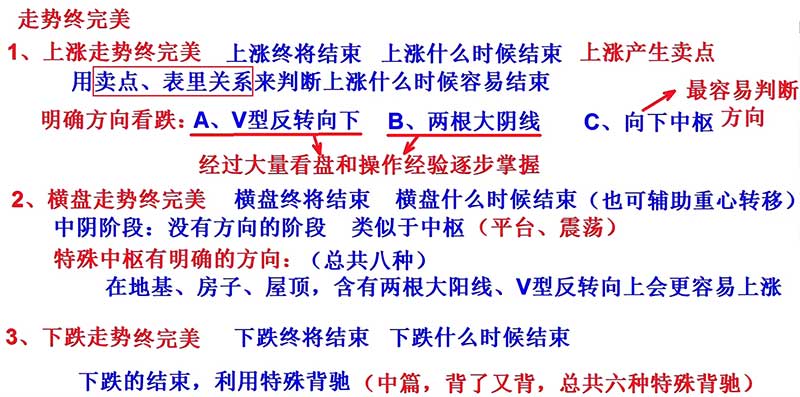 走势终完美
1、上涨走势终完美 上涨终将结束 上涨什么时候结束 上涨产生卖点
用卖点、表里关系来判断上涨什么时候容易结束
最容易判断方向
明确方向看跌：A、V型反转向下 B、两根大阴线 C、向下中枢
经过大量看盘和操作经验逐步掌握
2、横盘走势终完美 横盘终将结束 横盘什么时候结束（也可辅助重心转移）
中阴阶段：没有方向的阶段 类似于中枢（平台、震荡）
特殊中枢有明确的方向：（总共八种）
在地基、房子、屋顶，含有两根大阳线、V型反转向上会更容易上涨
3、下跌走势终完美 下跌终将结束 下跌什么时候结束
下跌的结束，利用特殊背驰（中篇，背了又背，总共六种特殊背驰）